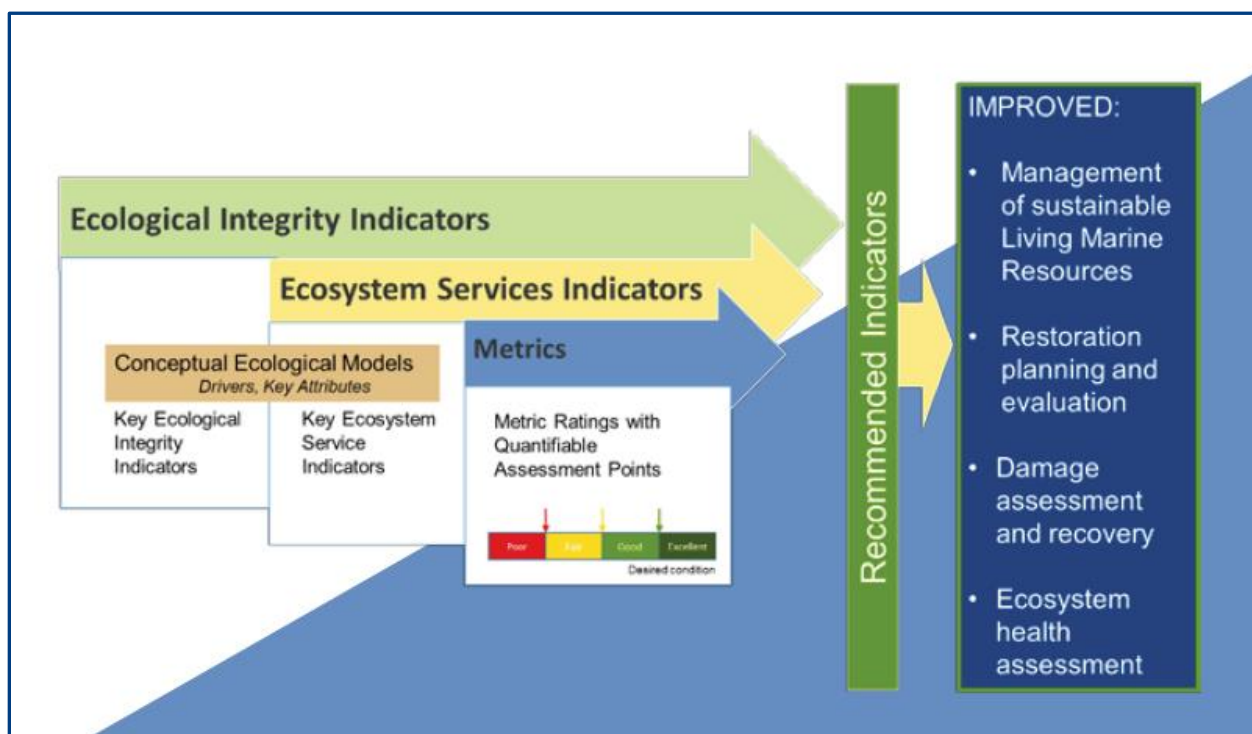 Ecological Integrity Indicators
Ecosystem Services Indicators
Metrics
Conceptual Ecological Models
Drivers, Key Attributes
Key Ecological
Integrity
Indicators
Key Ecosystem
Service
Indicators
Metric Ratings with
Quantifiable
Assessment Points
Poor Fair Good Excellent
Desired condition
Recommended Indicators
IMPROVED:
• Management
of sustainable
Living Marine
Resources
• Restoration
planning and
evaluation
• Damage
assessment
and recovery
• Ecosystem
health
assessment